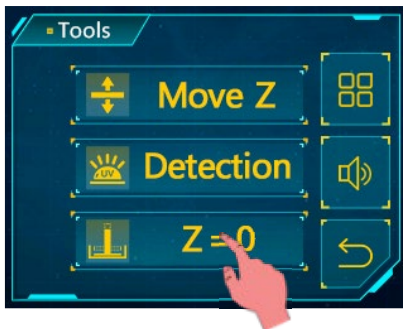 Tools
Move Z
UV
Detection
Z = 0